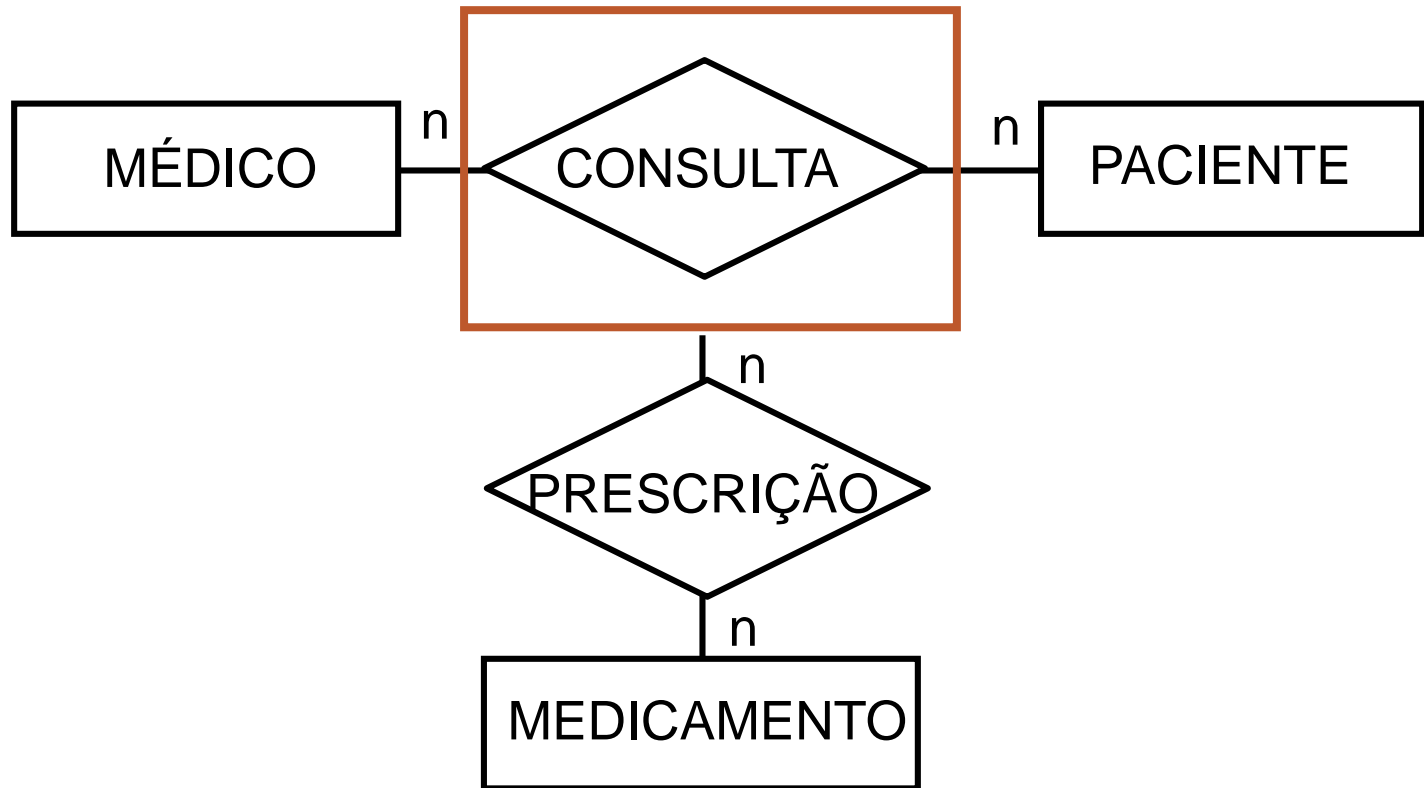 n
n
MÉDICO
CONSULTA
PACIENTE
n
PRESCRIÇÃO
n
MEDICAMENTO